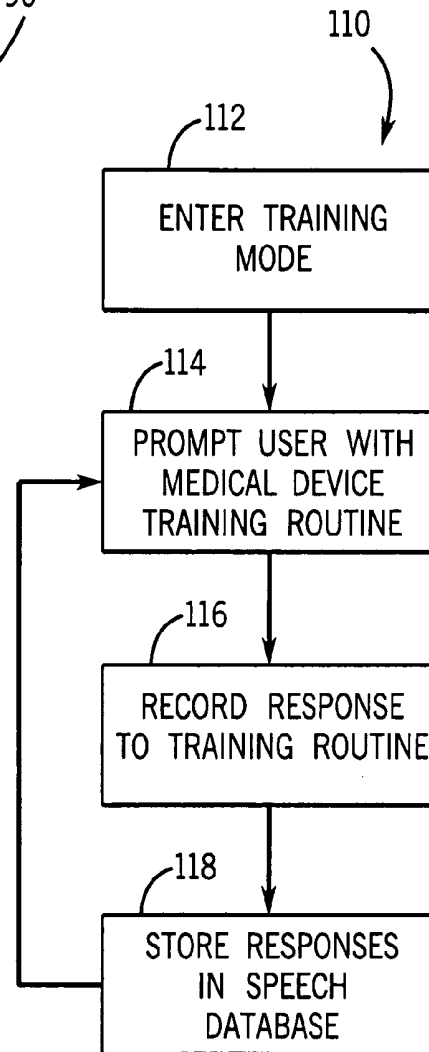 110
112
ENTER TRAINING
MODE
114
PROMPT USER WITH
MEDICAL DEVICE
TRAINING ROUTINE
116
RECORD RESPONSE
TO TRAINING ROUTINE
118
STORE RESPONSES
IN SPEECH
DATABASE